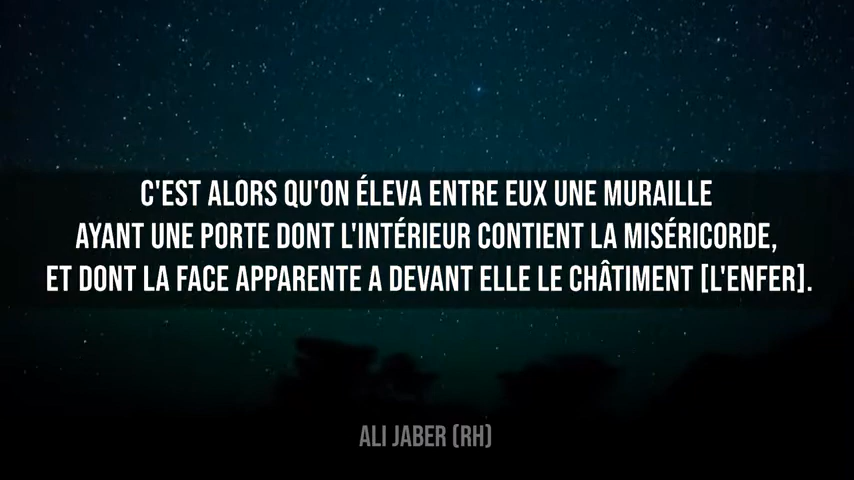 C'EST ALORS QU'ON ÉLEVA ENTRE EUX UNE MURAILLE
AYANT UNE PORTE DONT L'INTÉRIEUR CONTIENT LA MISÉRICORDE,
ET DONT LA FACE APPARENTE A DEVANT ELLE LE CHÂTIMENT [L'ENFER].
ALI JABER (RH)